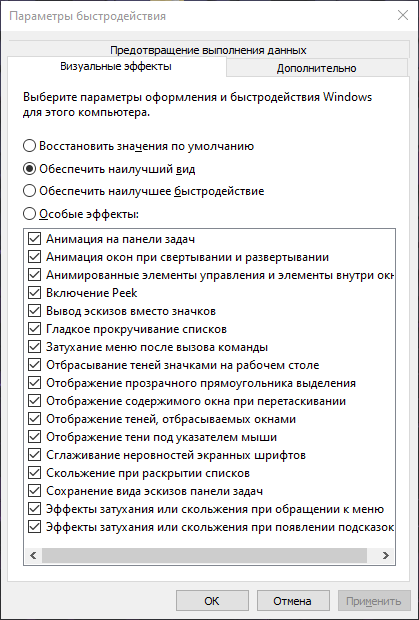 Параметры быстродействия
Предотвращение выполнения данных
Визуальные эффекты
Дополнительно
Выберите параметры оформления и быстродействия Windows
для этого компьютера.
Восстановить значения по умолчанию
Обеспечить наилучший вид
Обеспечить наилучшее быстродействие
Особые эффекты:
Анимация на панели задач
Анимация окон при свертывании и развертывании
Анимированные элементы управления и элементы внутри окн
Включение Peek
Вывод эскизов вместо значков
Гладкое прокручивание списков
Затухание меню после вызова команды
Отбрасывание теней значками на рабочем столе
Отображение прозрачного прямоугольника выделения
Отображение содержимого окна при перетаскивании
Отображение теней, отбрасываемых окнами
Отображение тени под указателем мыши
Сглаживание неровностей экранных шрифтов
Скольжение при раскрытии списков
Сохранение вида эскизов панели задач
Эффекты затухания или скольжения при обращении к меню
Эффекты затухания или скольжения при появлении подсказок
ОК
Отмена
Применить